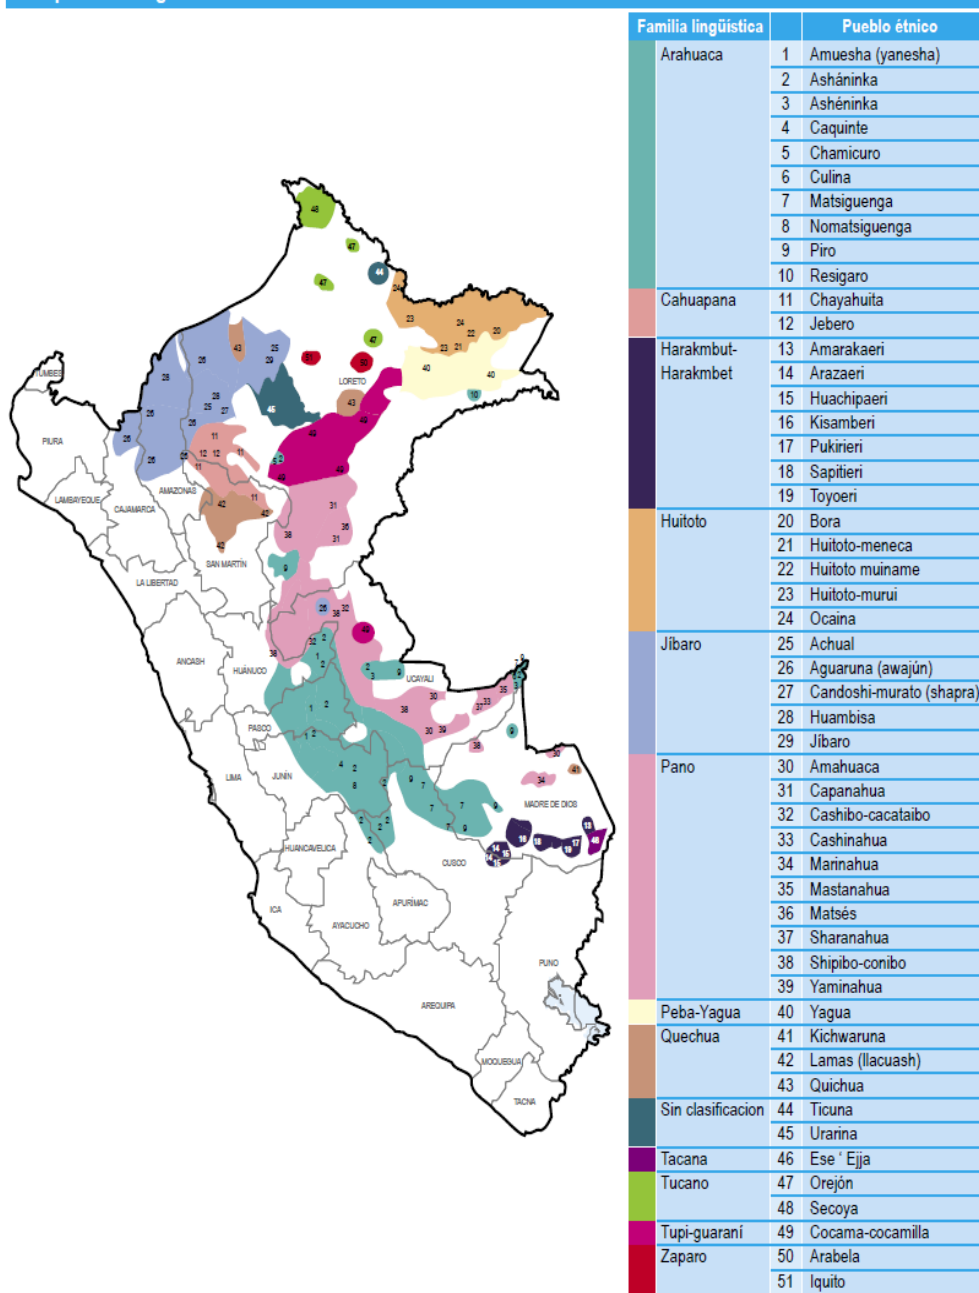 Familia lingüística Pueblo étnico
Arahuaca 1 Amuesha (yanesha)
2 Asháninka
3 Ashéninka
4 Caquinte
5 Chamicuro
6 Culina
7 Matsiguenga
8 Nomatsiguenga
9 Piro
10 Resigaro
Cahuapana 11 Chayahuita
12 Jebero
Harakmbut- 13 Amarakaeri
Harakmbet 14 Arazaeri
15 Huachipaeri
16 Kisamberi
17 Pukirieri
18 Sapitieri
19 Toyoeri
Huitoto 20 Bora
21 Huitoto-meneca
22 Huitoto muiname
23 Huitoto-murui
24 Ocaina
Jíbaro 25 Achual
26 Aguaruna (awajún)
27 Candoshi-murato (shapra)
28 Huambisa
29 Jíbaro
Pano 30 Amahuaca
31 Capanahua
32 Cashibo-cacataibo
33 Cashinahua
34 Marinahua
35 Mastanahua
36 Matsés
37 Sharanahua
38 Shipibo-conibo
39 Yaminahua
Peba-Yagua 40 Yagua
Quechua 41 Kichwaruna
42 Lamas (llacuash)
43 Quichua
Sin clasificacion 44 Ticuna
45 Urarina
Tacana 46 Ese ‘ Ejja
Tucano 47 Orejón
48 Secoya
Tupi-guaraní 49 Cocama-cocamilla
Zaparo 50 Arabela
51 Iquito
TUMBES
PIURA
LAMBAYEQUE
CAJAMARCA
AMAZONAS
LORETO
SAN MARTÍN
LA LIBERTAD
ANCASH
HUÁNUCO
UCAYALI
PASCO
LIMA
JUNÍN
MADRE DE DIOS
HUANCAVELICA
CUSCO
ICA
AYACUCHO
APURÍMAC
PUNO
AREQUIPA
MOQUEGUA
TACNA